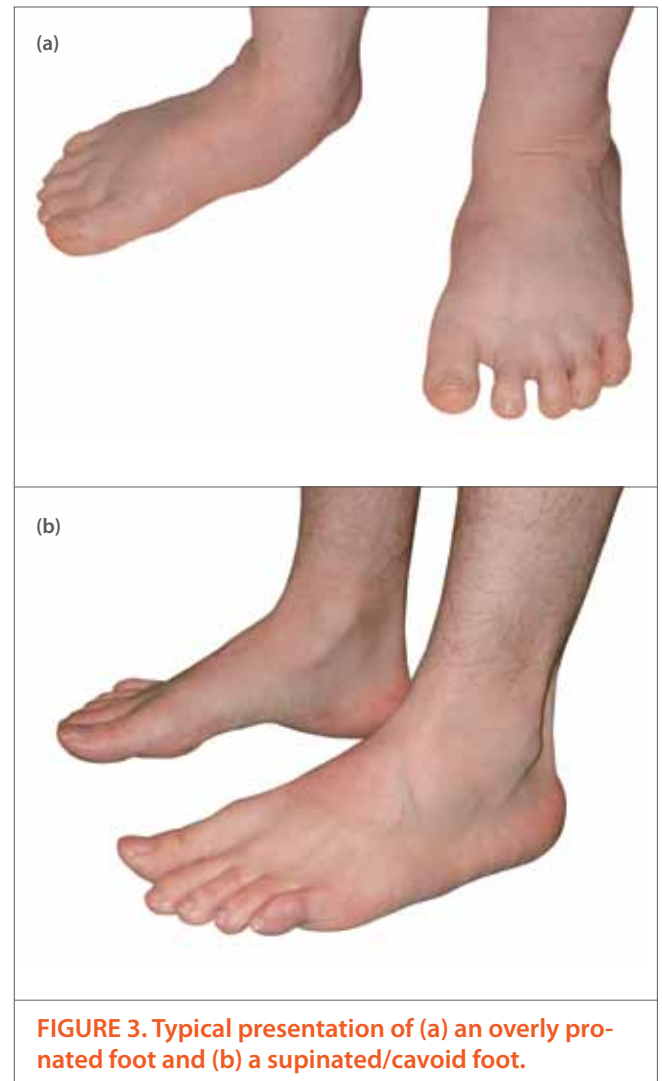 (a)
(b)
FIGURE 3. Typical presentation of (a) an overly pro-
nated foot and (b) a supinated/cavoid foot.